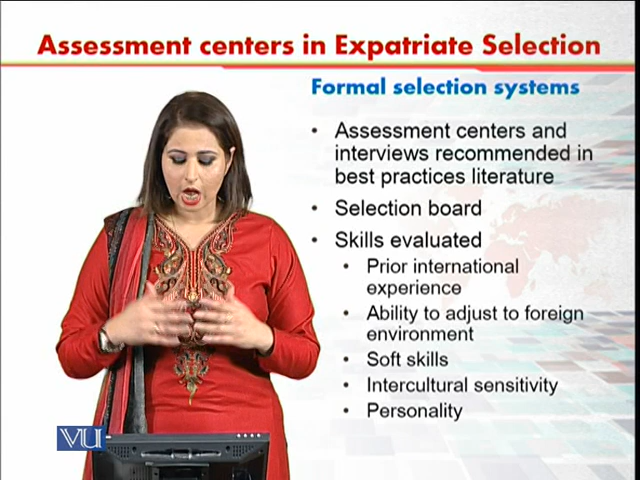 Assessment centers in Expatriate Selection
Formal selection systems
• Assessment centers and
interviews recommended in
best practices literature
• Selection board
• Skills evaluated
• Prior international
experience
• Ability to adjust to foreign
environment
• Soft skills
• Intercultural sensitivity
• Personality
VU